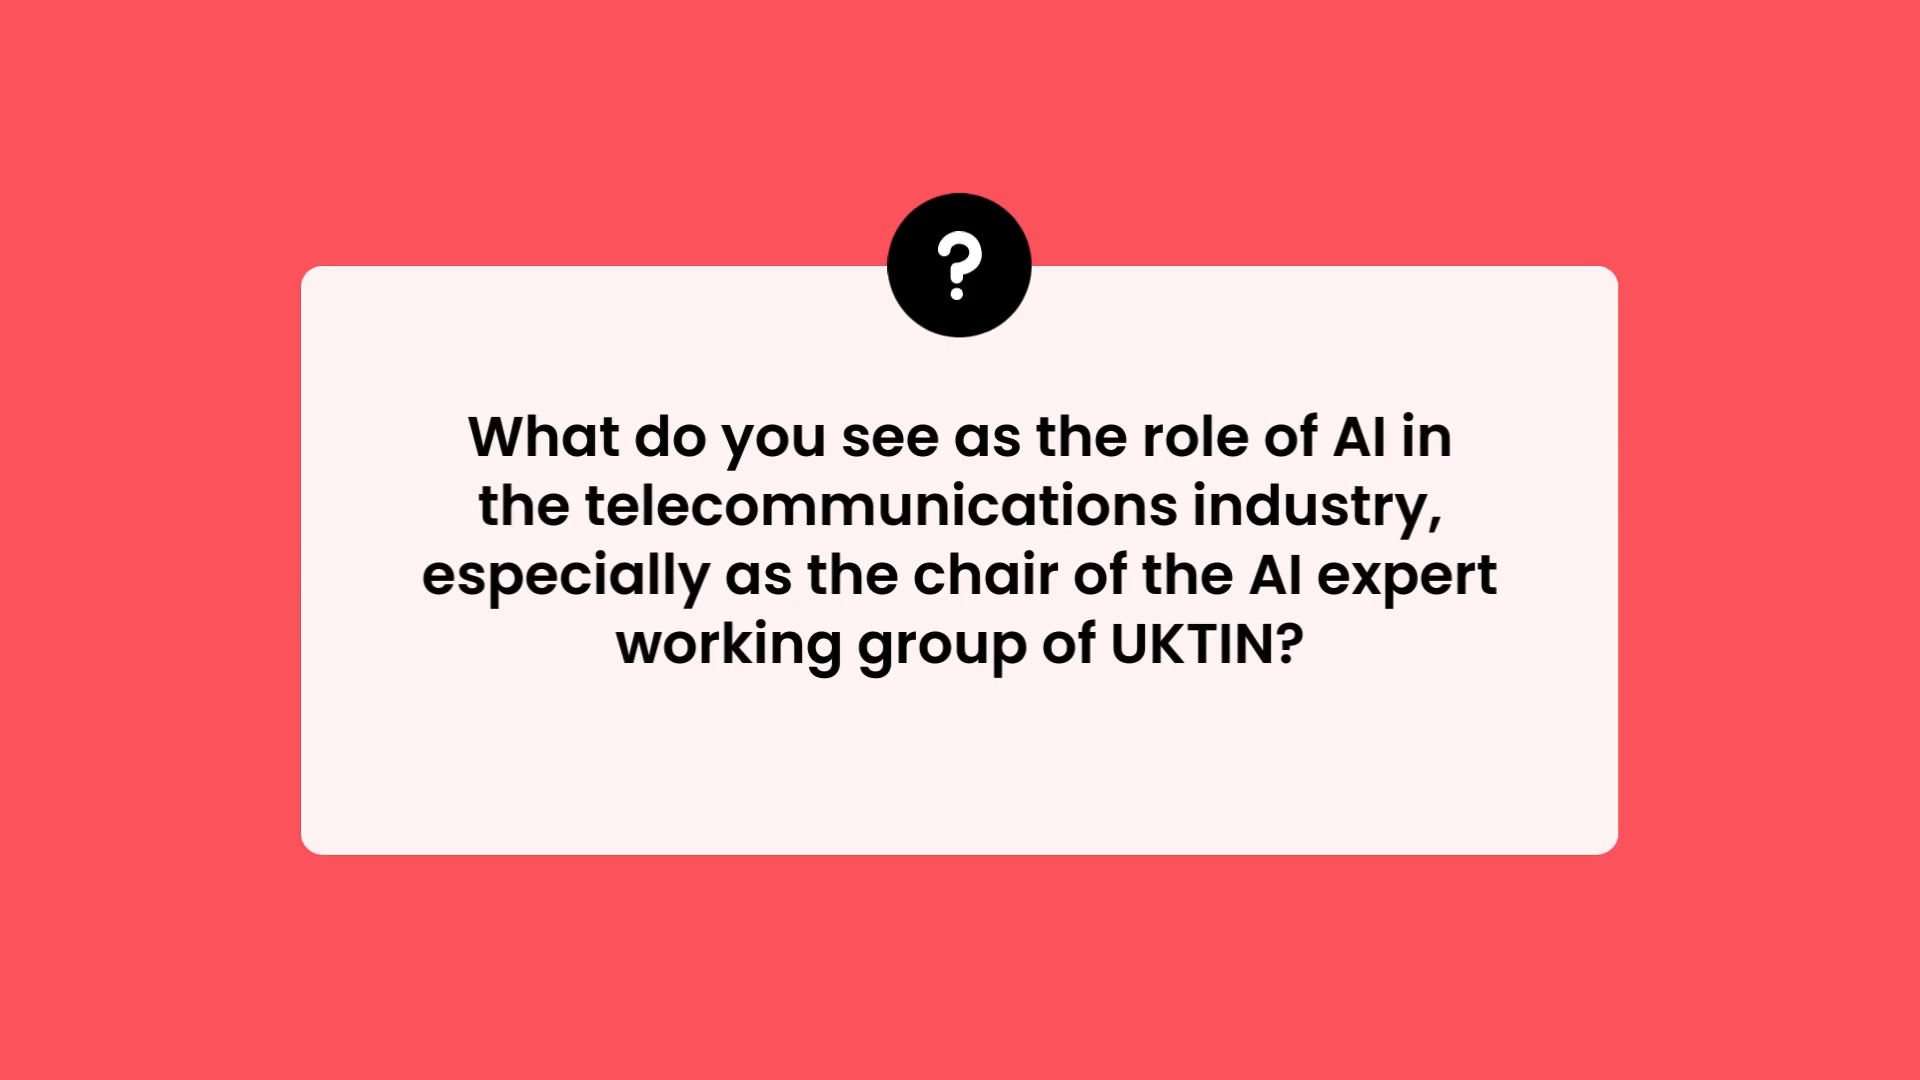 ?
What do you see as the role of AI in
the telecommunications industry,
especially as the chair of the AI expert
working group of UKTIN?